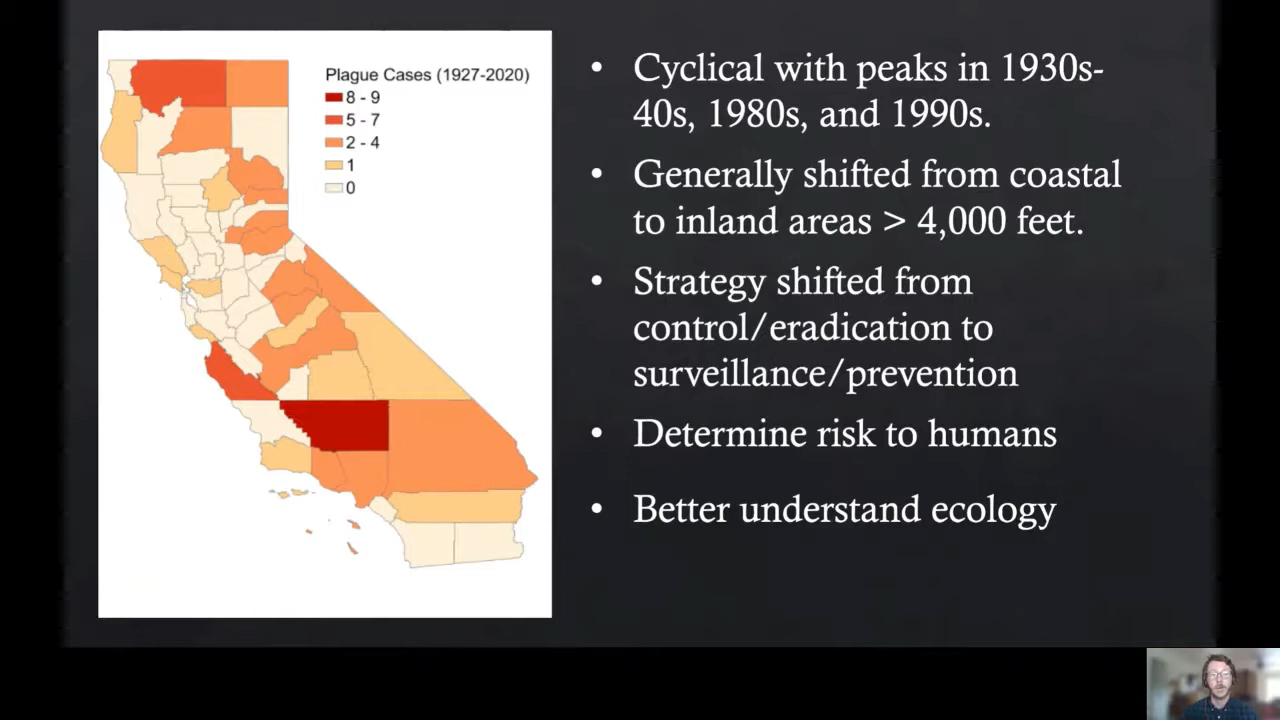 Plague Cases (1927-2020)
8 - 9
5 - 7
2 - 4
1
0
• Cyclical with peaks in 1930s-
40s, 1980s, and 1990s.
• Generally shifted from coastal
to inland areas > 4,000 feet.
• Strategy shifted from
control/eradication to
surveillance/prevention
• Determine risk to humans
• Better understand ecology